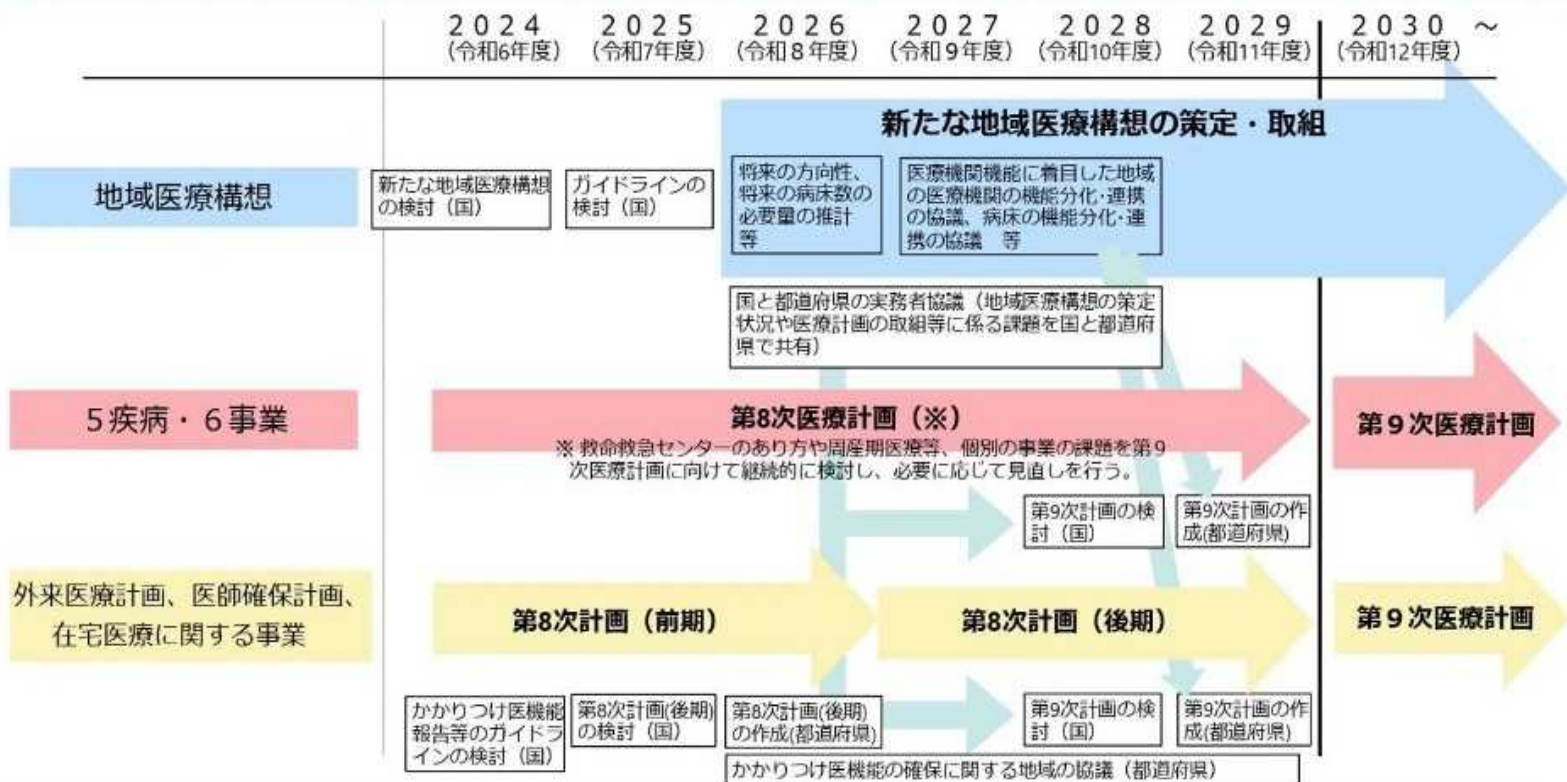 2024 2025 2026 2027 2028 2029 2030 ～
(令和6年度) (令和7年度) (令和8年度) (令和9年度) (令和10年度) (令和11年度) (令和12年度)
新たな地域医療構想の策定・取組
地域医療構想
新たな地域医療構想
の検討（国）
ガイドラインの
検討（国）
将来の方向性、
将来の病床数の
必要量の推計
等
医療機関機能に着目した地域
の医療機関の機能分化・連携
の協議、病床の機能分化・連
携の協議　等
国と都道府県の実務者協議（地域医療構想の策定
状況や医療計画の取組等に係る課題を国と都道府
県で共有）
５疾病・６事業
第8次医療計画（※）
※ 救命救急センターのあり方や周産期医療等、個別の事業の課題を第９
次医療計画に向けて継続的に検討し、必要に応じて見直しを行う。
第９次医療計画
第9次計画の検
討（国）
第9次計画の作
成(都道府県)
外来医療計画、医師確保計画、
在宅医療に関する事業
第8次計画（前期）
第8次計画（後期）
第９次医療計画
かかりつけ医機能
報告等のガイドラ
インの検討（国）
第8次計画(後期)
の検討（国）
第8次計画(後期)
の作成(都道府県)
第9次計画の検
討（国）
第9次計画の作
成(都道府県)
かかりつけ医機能の確保に関する地域の協議（都道府県）